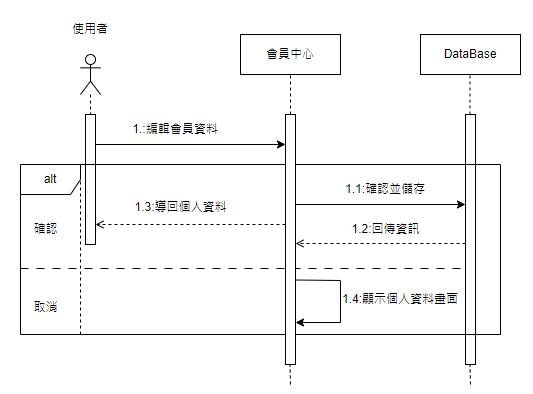 使用者
會員中心
DataBase
1.:編輯會員資料
alt
1.1:確認並儲存
1.3:導回個人資料
確認
1.2:回傳資訊
取消
1.4:顯示個人資料畫面